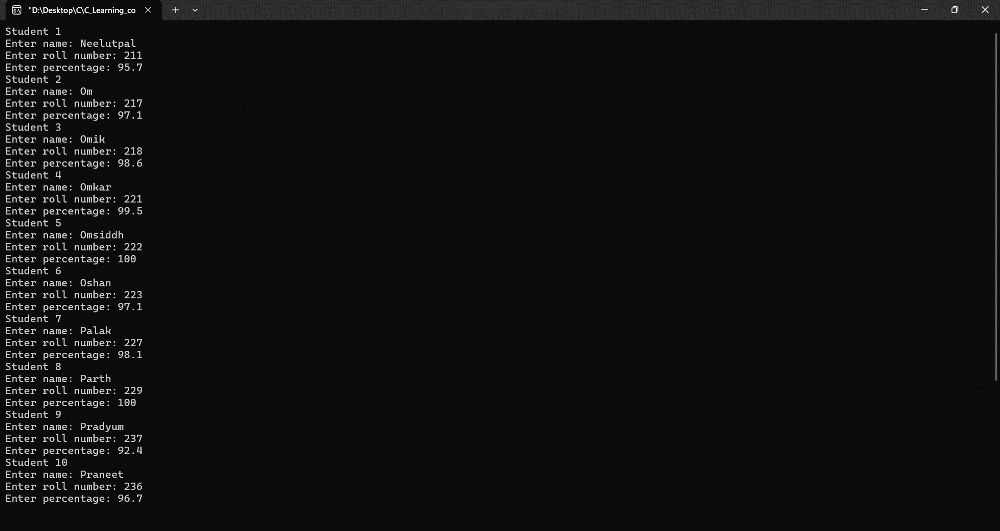 "D:\Desktop\C\C_Learning_co
Student 1
Enter name: Neelutpal
Enter roll number: 211
Enter percentage: 95.7
Student 2
Enter name: Om
Enter roll number: 217
Enter percentage: 97.1
Student 3
Enter name: Omik
Enter roll number: 218
Enter percentage: 98.6
Student 4
Enter name: Omkar
Enter roll number: 221
Enter percentage: 99.5
Student 5
Enter name: Omsiddh
Enter roll number: 222
Enter percentage: 100
Student 6
Enter name: Oshan
Enter roll number: 223
Enter percentage: 97.1
Student 7
Enter name: Palak
Enter roll number: 227
Enter percentage: 98.1
Student 8
Enter name: Parth
Enter roll number: 229
Enter percentage: 100
Student 9
Enter name: Pradyum
Enter roll number: 237
Enter percentage: 92.4
Student 10
Enter name: Praneet
Enter roll number: 236
Enter percentage: 96.7